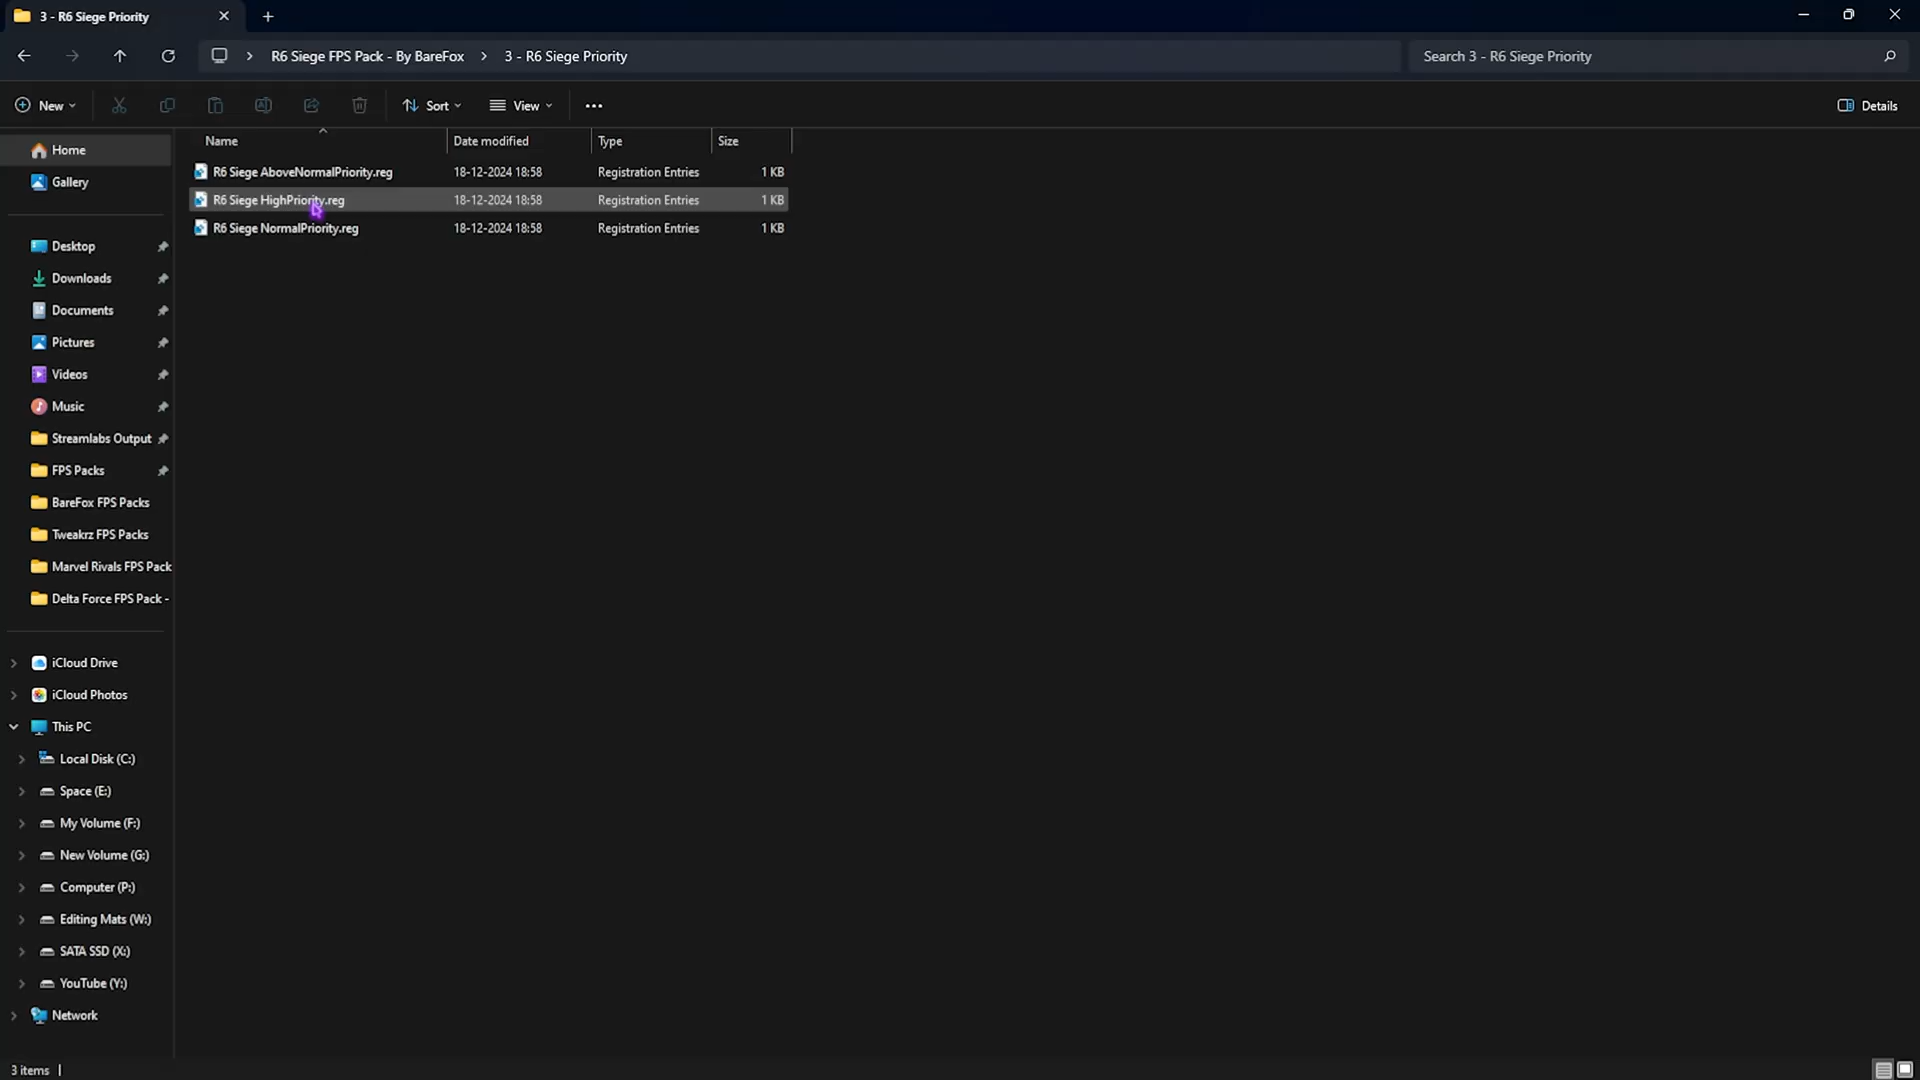 3 - R6 Siege Priority
R6 Siege FPS Pack - By BareFox > 3 - R6 Siege Priority
Search 3 - R6 Siege Priority
New
Sort
View
Details
Name
Date modified
Type
Size
R6 Siege AboveNormalPriority.reg 18-12-2024 18:58 Registration Entries 1 KB
R6 Siege HighPriority.reg 18-12-2024 18:58 Registration Entries 1 KB
R6 Siege NormalPriority.reg 18-12-2024 18:58 Registration Entries 1 KB
Home
Gallery
Desktop
Downloads
Documents
Pictures
Videos
Music
Streamlabs Output
FPS Packs
BareFox FPS Packs
Tweakrz FPS Packs
Marvel Rivals FPS Pack
Delta Force FPS Pack -
iCloud Drive
iCloud Photos
This PC
Local Disk (C:)
Space (E:)
My Volume (F:)
New Volume (G:)
Computer (P:)
Editing Mats (W:)
SATA SSD (X:)
YouTube (Y:)
Network
3 items